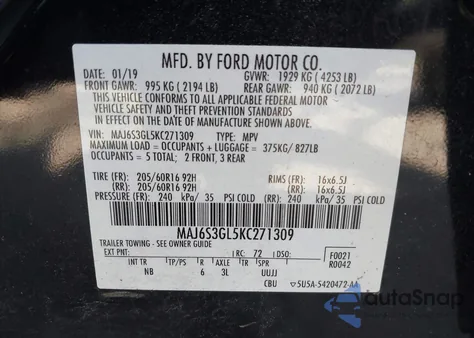 MFD. BY FORD MOTOR CO.
DATE: 01/19 GVWR: 1929 KG ( 4253 LB)
FRONT GAWR: 995 KG ( 2194 LB) REAR GAWR: 940 KG ( 2072 LB)
THIS VEHICLE CONFORMS TO ALL APPLICABLE FEDERAL MOTOR
VEHICLE SAFETY AND THEFT PREVENTION STANDARDS
IN EFFECT ON THE DATE OF MANUFACTURE SHOWN ABOVE.
VIN: MAJ6S3GL5KC271309 TYPE: MPV
MAXIMUM LOAD = OCCUPANTS + LUGGAGE = 375KG/ 827LB
OCCUPANTS = 5 TOTAL; 2 FRONT, 3 REAR
TIRE (FR): 205/60R16 92H RIMS (FR): 16x6.5J
(RR): 205/60R16 92H (RR): 16x6.5J
PRESSURE (FR): 240 kPa/ 35 PSI COLD (RR): 240 kPa/ 35 PSI COLD
MAJ6S3GL5KC271309
TRAILER TOWING - SEE OWNER GUIDE
EXT PNT: RC: 72 DSO: F0021
R0042
INT TR TP/PS R AXLE TR SPR
NB 6 3L UUJJ
CBU 5U5A-5420472-AA
autoSnap